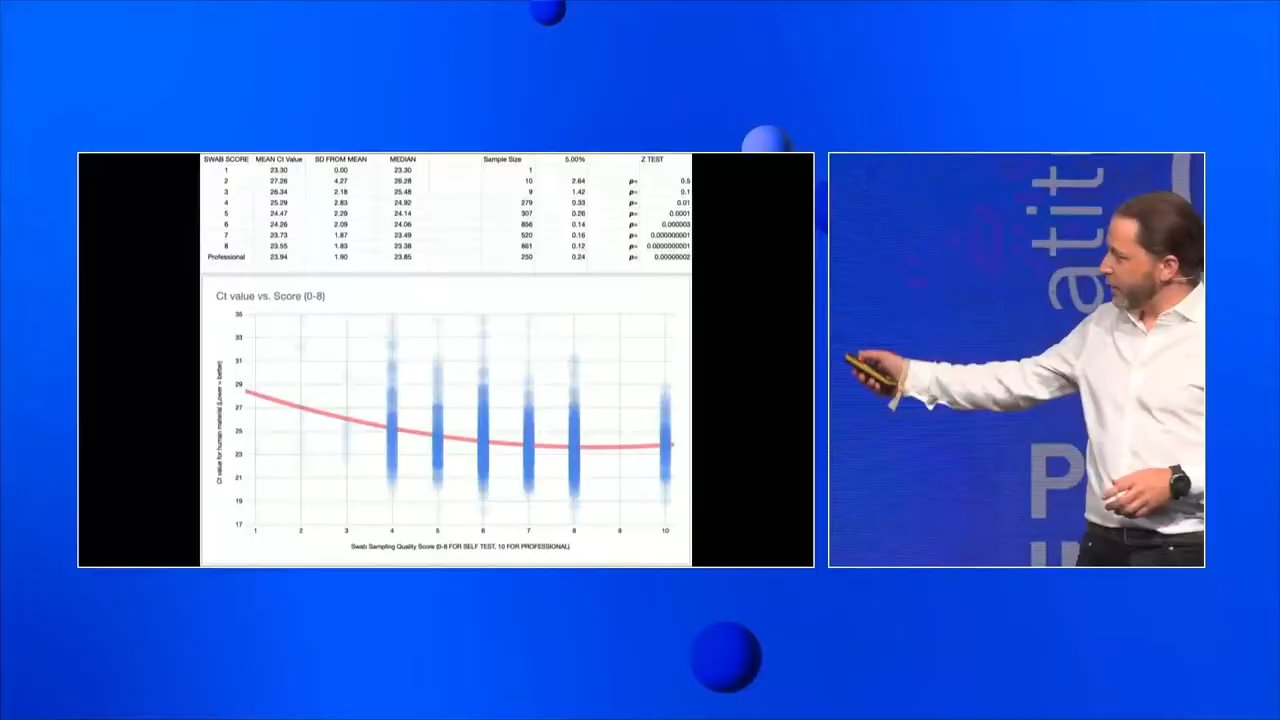 SWAB SCORE MEAN Ct Value SD FROM MEAN MEDIAN Sample Size 5.00% Z TEST
1 23.30 0.00 23.30 1
2 27.26 4.27 26.28 10 2.64 p= 0.5
3 26.34 2.18 25.48 9 1.42 p= 0.1
4 25.29 2.83 24.92 279 0.33 p= 0.01
5 24.47 2.29 24.14 307 0.26 p= 0.0001
6 24.26 2.09 24.06 856 0.14 p= 0.000003
7 23.73 1.87 23.49 520 0.16 p= 0.000000001
8 23.55 1.83 23.38 861 0.12 p= 0.0000000001
Professional 23.94 1.90 23.85 250 0.24 p= 0.00000002
Ct value vs. Score (0-8)
Ct value for human material (Lower = better)
35
33
31
29
27
25
23
21
19
17
1 2 3 4 5 6 7 8 9 10
Swab Sampling Quality Score (0-8 FOR SELF TEST, 10 FOR PROFESSIONAL)
atit
P